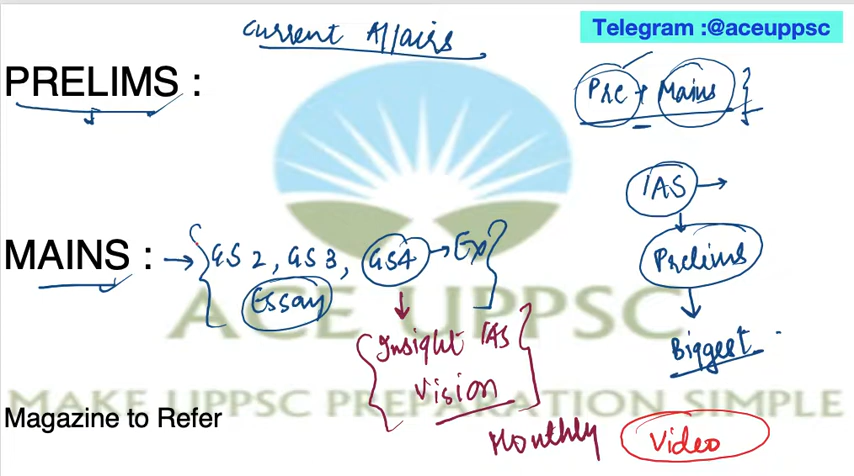 Current Affairs
Telegram :@aceuppsc
PRELIMS :
Pre + Mains
IAS →
Prelims
Biggest
MAINS : → { GS 2, GS 3, GS4 → Ex }
Essay
ACE UPPSC
{ Insight IAS
Vision }
MAKE UPPSC PREPARATION SIMPLE
Magazine to Refer
Monthly Video